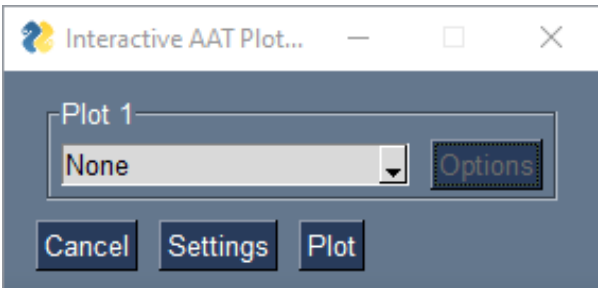 Interactive AAT Plot...
Plot 1
None
Options
Cancel
Settings
Plot